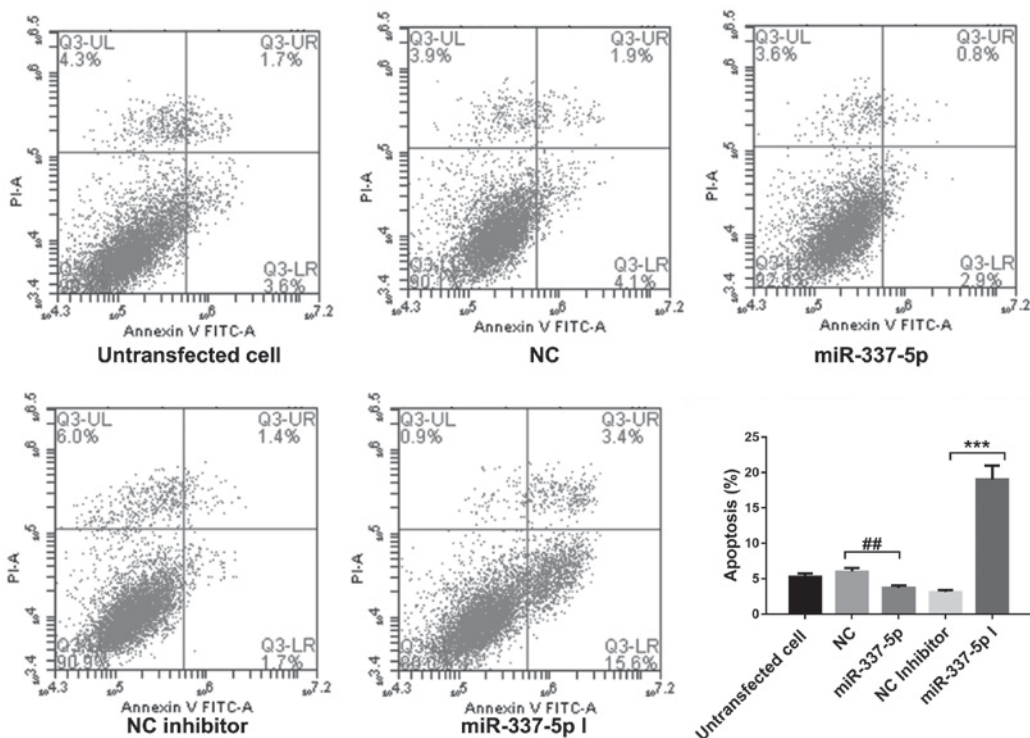 Q3-UL
4.3%
Q3-UR
1.7%
Q3-LR
3.6%
PI-A
Annexin V FITC-A
Untransfected cell
Q3-UL
3.9%
Q3-UR
1.9%
Q3-LR
4.1%
PI-A
Annexin V FITC-A
NC
Q3-UL
3.6%
Q3-UR
0.8%
92.8%
Q3-LR
2.9%
PI-A
Annexin V FITC-A
miR-337-5p
Q3-UL
6.0%
Q3-UR
1.4%
90.9%
Q3-LR
1.7%
PI-A
Annexin V FITC-A
NC inhibitor
Q3-UL
0.9%
Q3-UR
3.4%
Q3-LR
15.6%
PI-A
Annexin V FITC-A
miR-337-5p I
Apoptosis (%)
25
20
15
10
5
0
##
***
Untransfected cell
NC
miR-337-5p
NC Inhibitor
miR-337-5p I